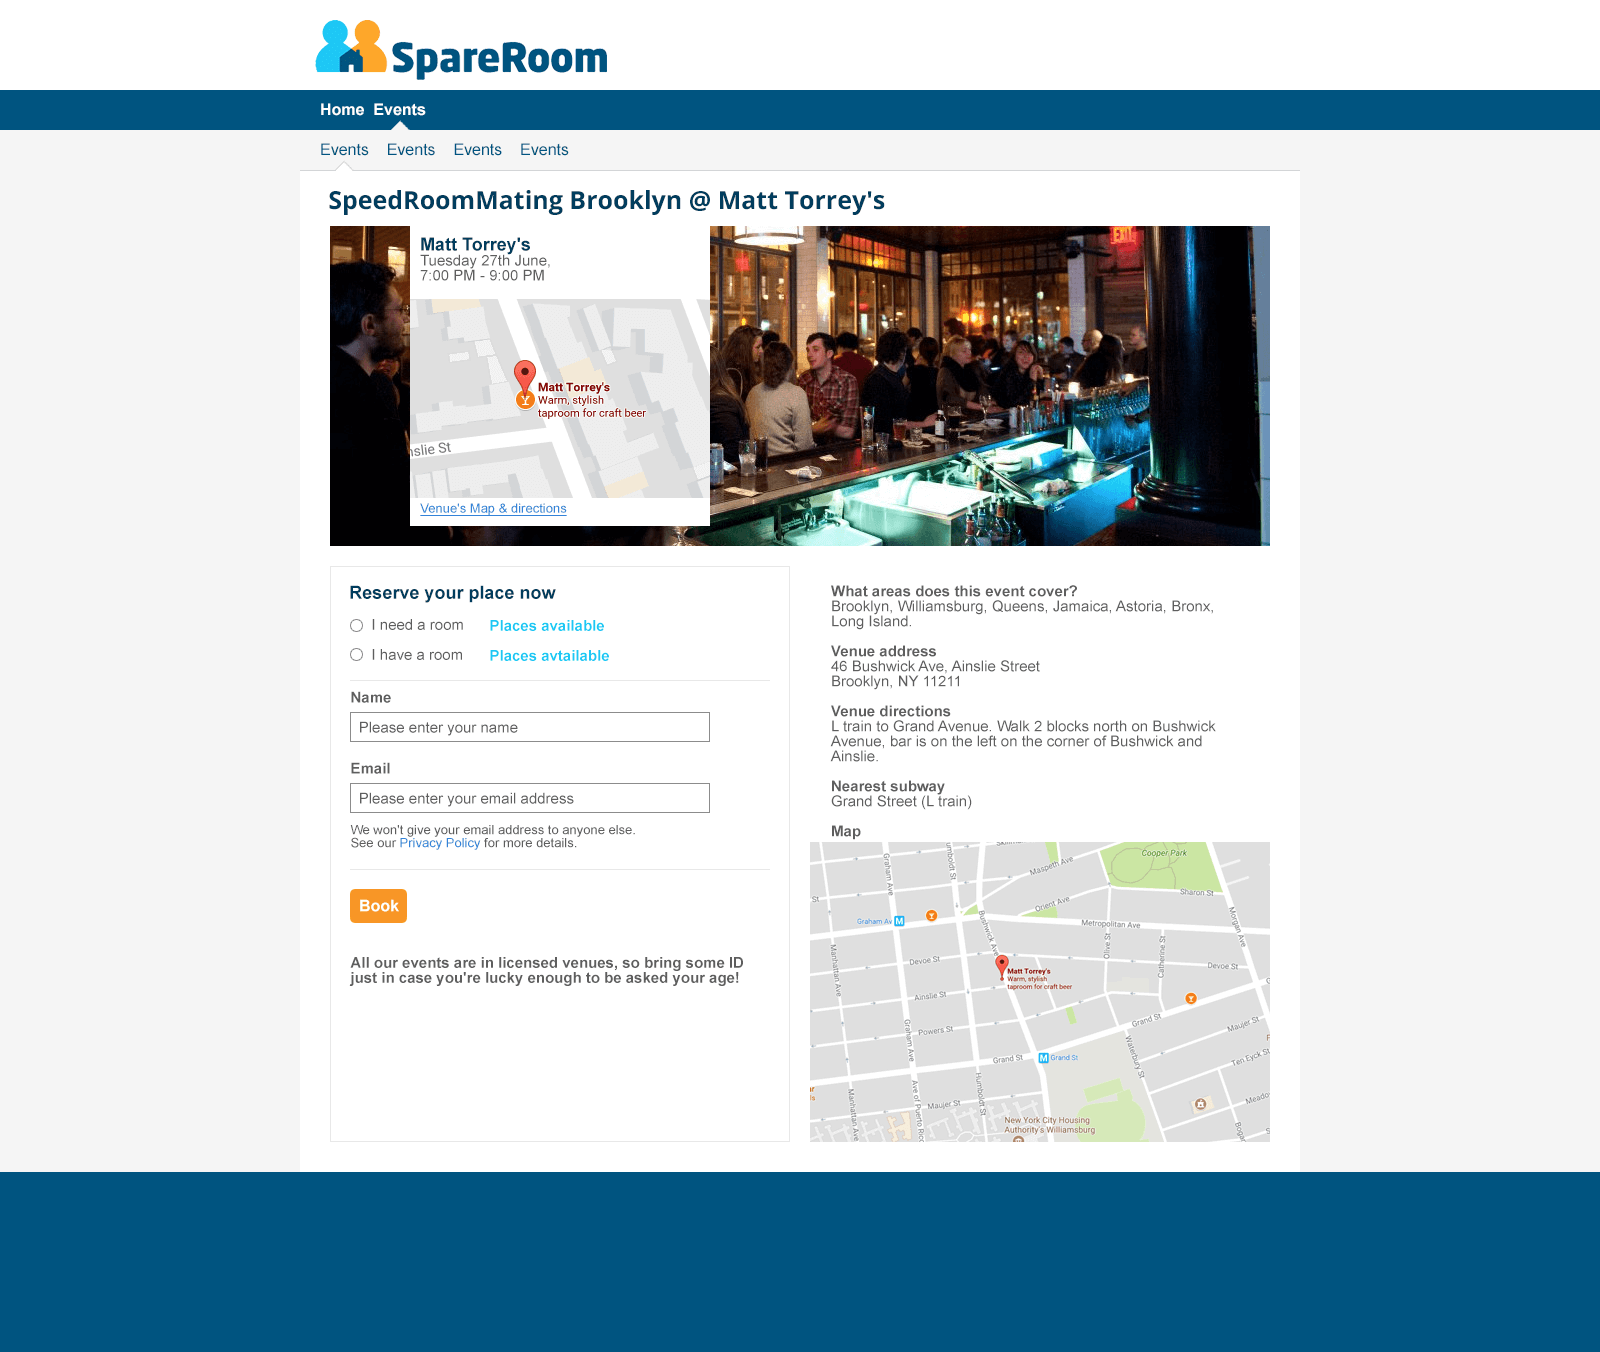 SpareRoom
Home Events
Events Events Events Events
SpeedRoomMating Brooklyn @ Matt Torrey's
Matt Torrey's
Tuesday 27th June,
7:00 PM - 9:00 PM
EXIT
Matt Torrey's
Warm, stylish
taproom for craft beer
nslie St
Venue's Map & directions
Reserve your place now
I need a room Places available
I have a room Places avtailable
Name
Please enter your name
Email
Please enter your email address
We won't give your email address to anyone else.
See our Privacy Policy for more details.
Book
All our events are in licensed venues, so bring some ID
just in case you're lucky enough to be asked your age!
What areas does this event cover?
Brooklyn, Williamsburg, Queens, Jamaica, Astoria, Bronx,
Long Island.
Venue address
46 Bushwick Ave, Ainslie Street
Brooklyn, NY 11211
Venue directions
L train to Grand Avenue. Walk 2 blocks north on Bushwick
Avenue, bar is on the left on the corner of Bushwick and
Ainslie.
Nearest subway
Grand Street (L train)
Map
Cooper Park
Maspeth Ave
umboldt St
Graham Ave
Sharon St
St
Orient Ave
Graham Av M
Bushwick Ave
Metropolitan Ave
Morgan Ave
Olive St
Catherine St
Manhattan Ave
Devoe St
Devoe St
Matt Torrey's
Warm, stylish
taproom for craft beer
Ainslie St
Grand St
Maujer St
Powers St
Graham Ave
Waterbury St
Grand St
M Grand St
Ten Eyck St
Humboldt St
Manhattan Ave
Ave of Puerto Rico
Maujer St
Meado
New York City Housing
Authority's Williamsburg
Bogar